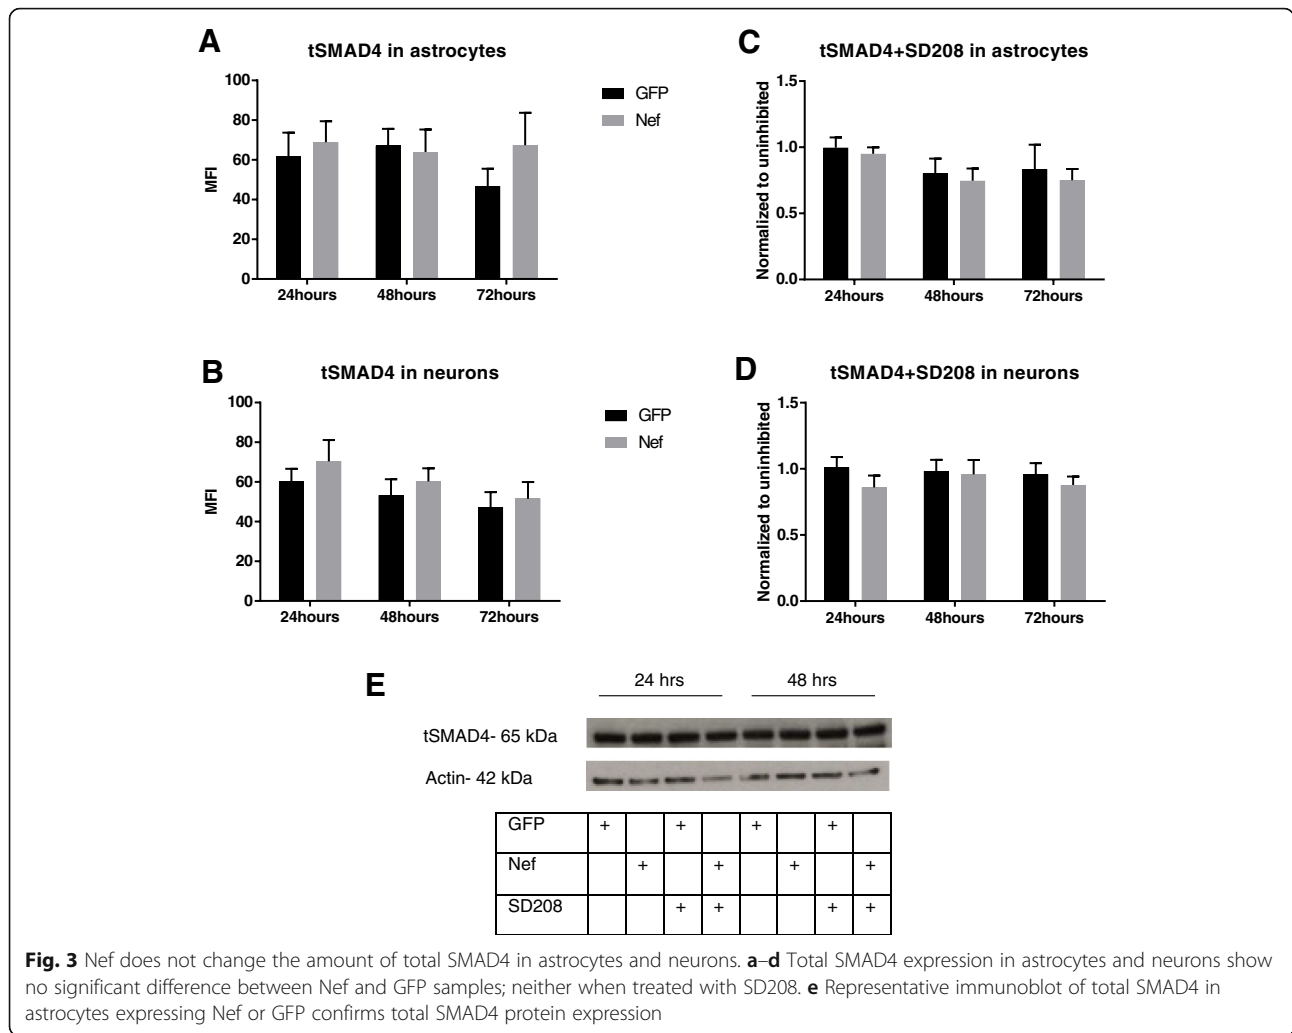 A
tSMAD4 in astrocytes
100
80
60
40
20
0
MFI
24hours 48hours 72hours
GFP
Nef
C
tSMAD4+SD208 in astrocytes
1.5
1.0
0.5
0.0
Normalized to uninhibited
24hours 48hours 72hours
B
tSMAD4 in neurons
100
80
60
40
20
0
MFI
24hours 48hours 72hours
GFP
Nef
D
tSMAD4+SD208 in neurons
1.5
1.0
0.5
0.0
Normalized to uninhibited
24hours 48hours 72hours
E
24 hrs 48 hrs
tSMAD4- 65 kDa
Actin- 42 kDa
GFP + + + +
Nef + + + +
SD208 + + + +
Fig. 3 Nef does not change the amount of total SMAD4 in astrocytes and neurons. a–d Total SMAD4 expression in astrocytes and neurons show
no significant difference between Nef and GFP samples; neither when treated with SD208. e Representative immunoblot of total SMAD4 in
astrocytes expressing Nef or GFP confirms total SMAD4 protein expression